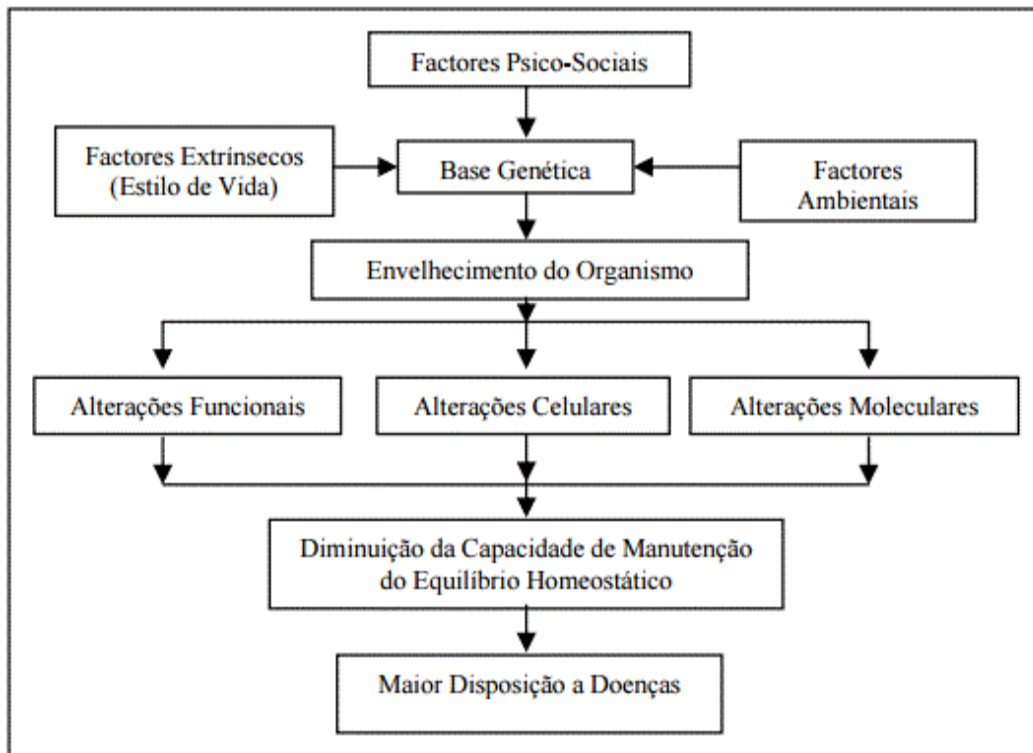 Factores Psico-Sociais
Factores Extrínsecos
(Estilo de Vida)
Base Genética
Factores
Ambientais
Envelhecimento do Organismo
Alterações Funcionais
Alterações Celulares
Alterações Moleculares
Diminuição da Capacidade de Manutenção
do Equilíbrio Homeostático
Maior Disposição a Doenças